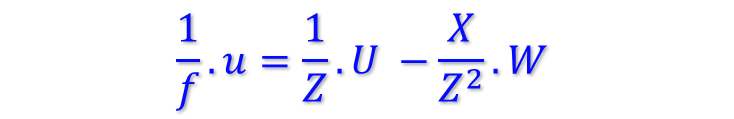 1/f . u = 1/Z . U − X/Z² . W